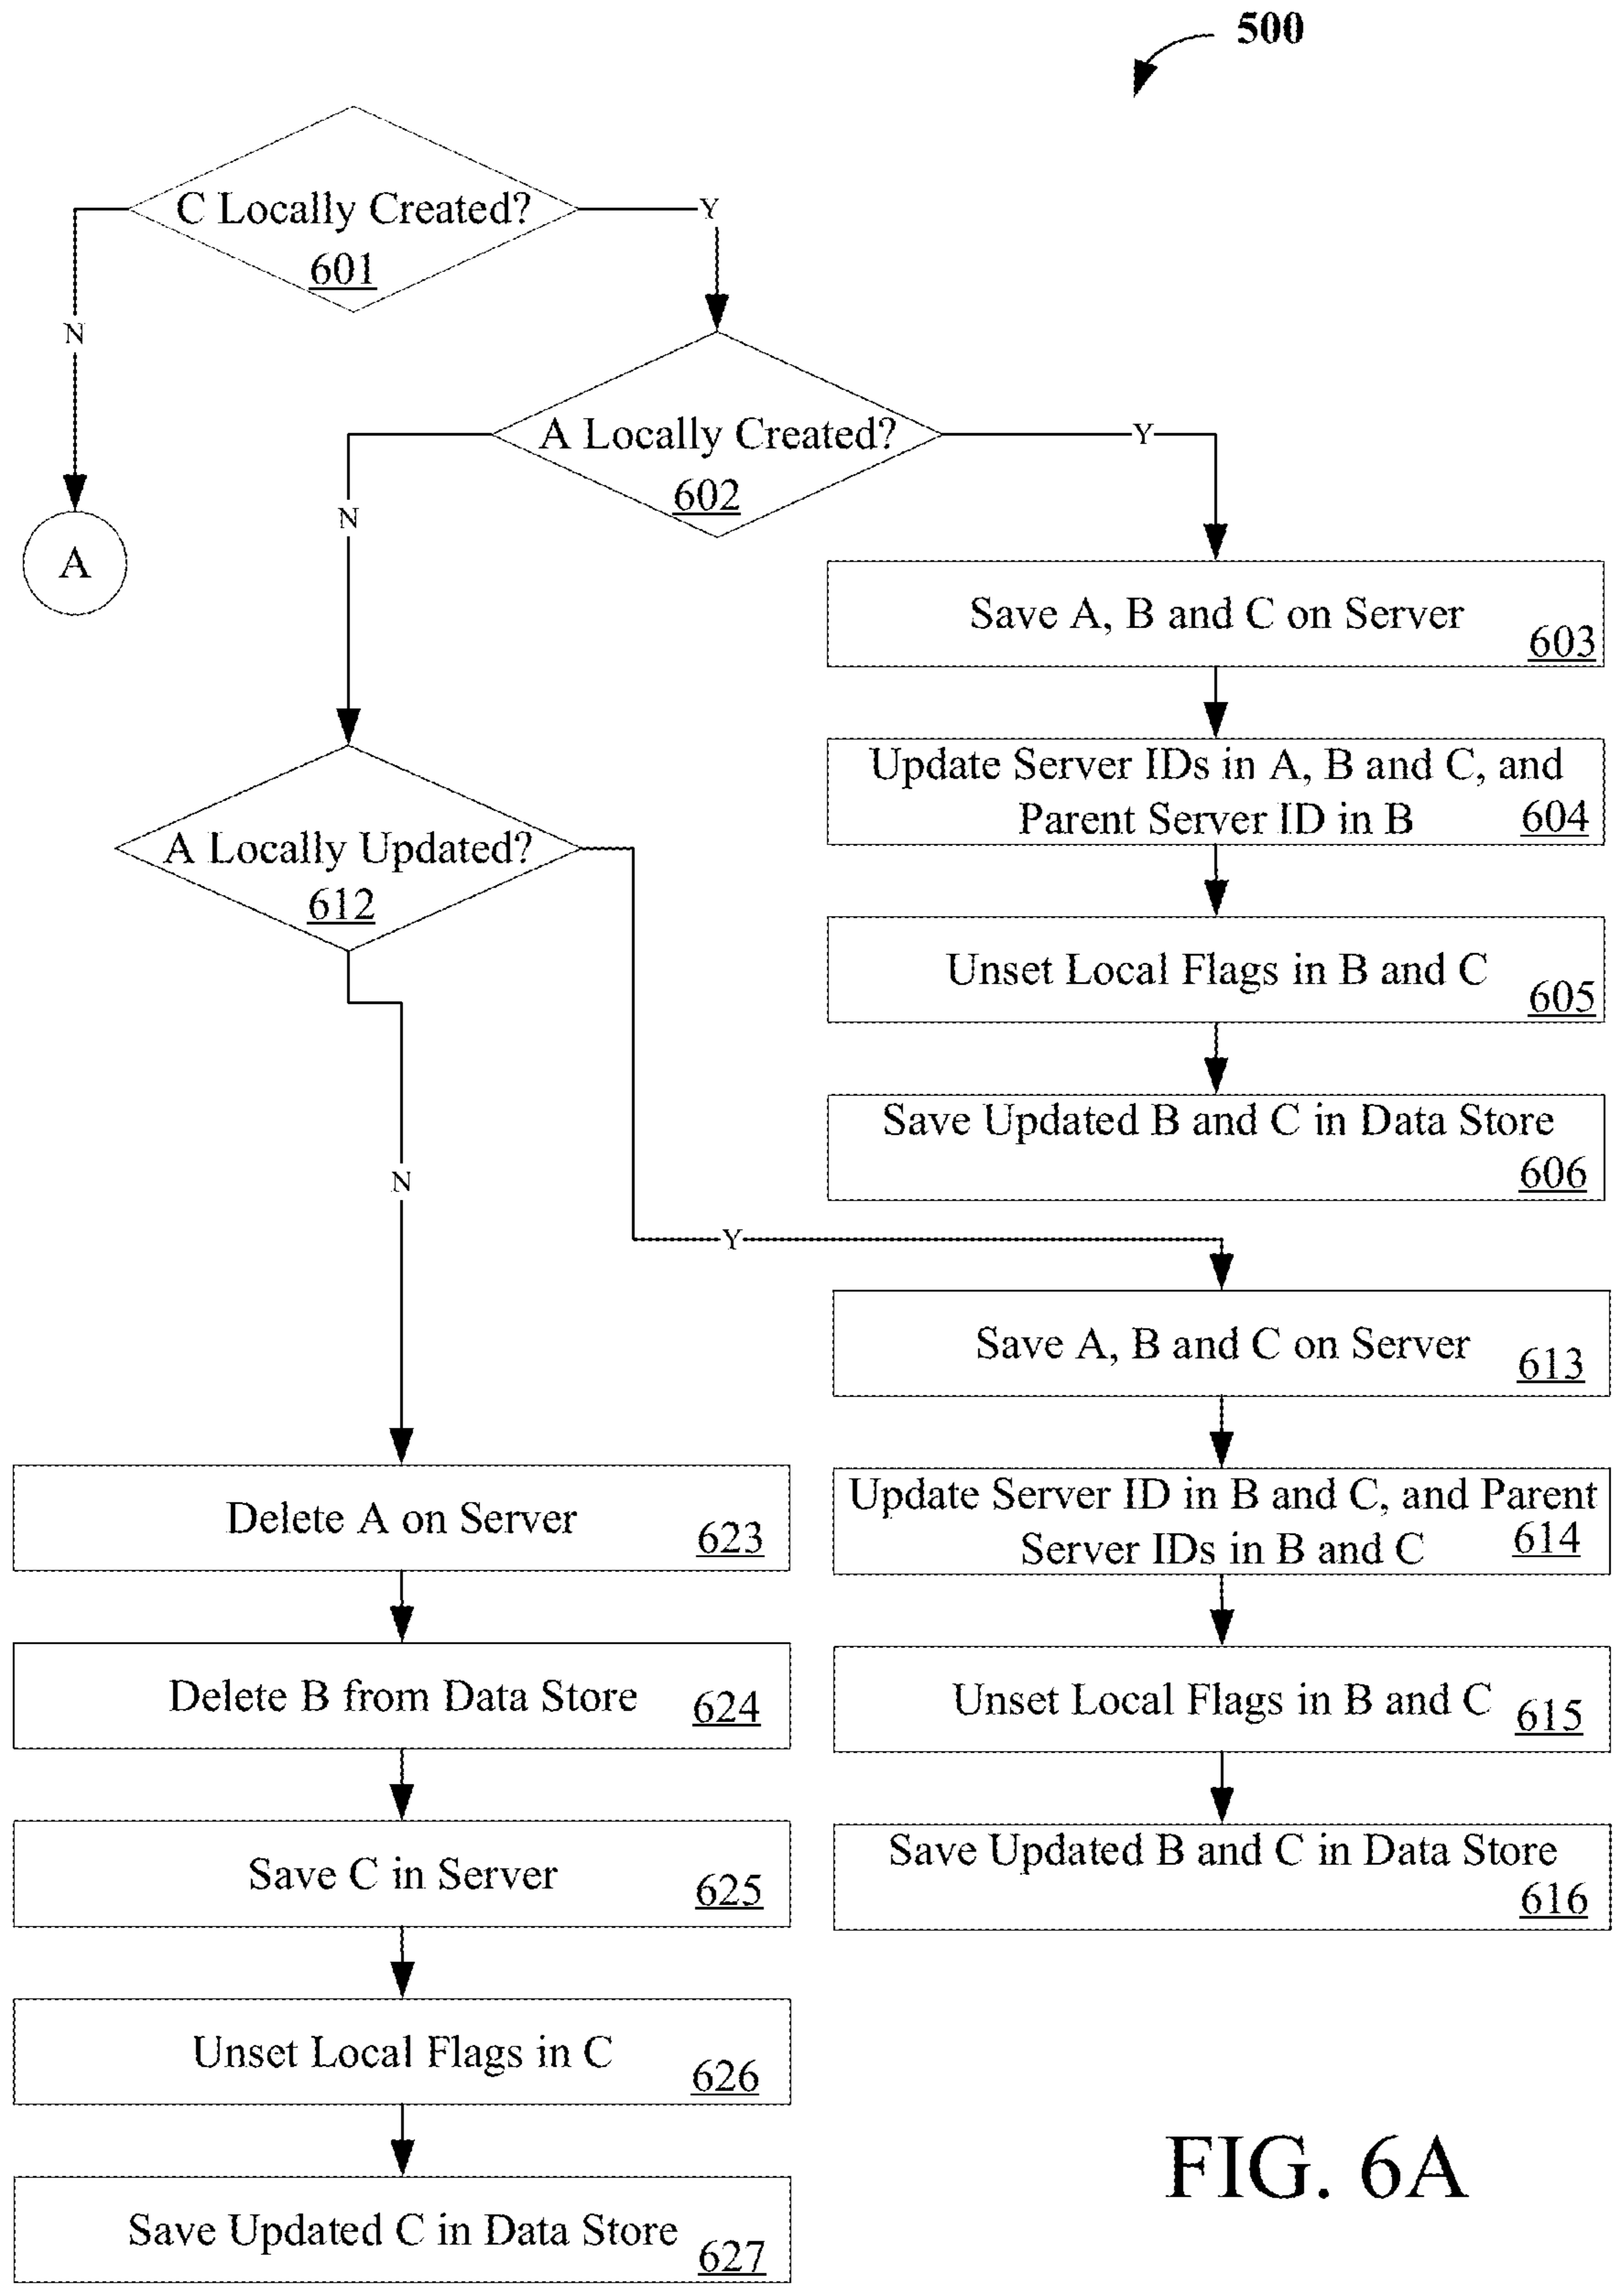 500
C Locally Created?
601
Y
N
A Locally Created?
602
Y
N
A
Save A, B and C on Server
603
Update Server IDs in A, B and C, and
Parent Server ID in B
604
A Locally Updated?
612
Unset Local Flags in B and C
605
Save Updated B and C in Data Store
606
N
Y
Save A, B and C on Server
613
Update Server ID in B and C, and Parent
Server IDs in B and C
614
Unset Local Flags in B and C
615
Save Updated B and C in Data Store
616
Delete A on Server
623
Delete B from Data Store
624
Save C in Server
625
Unset Local Flags in C
626
Save Updated C in Data Store
627
FIG. 6A